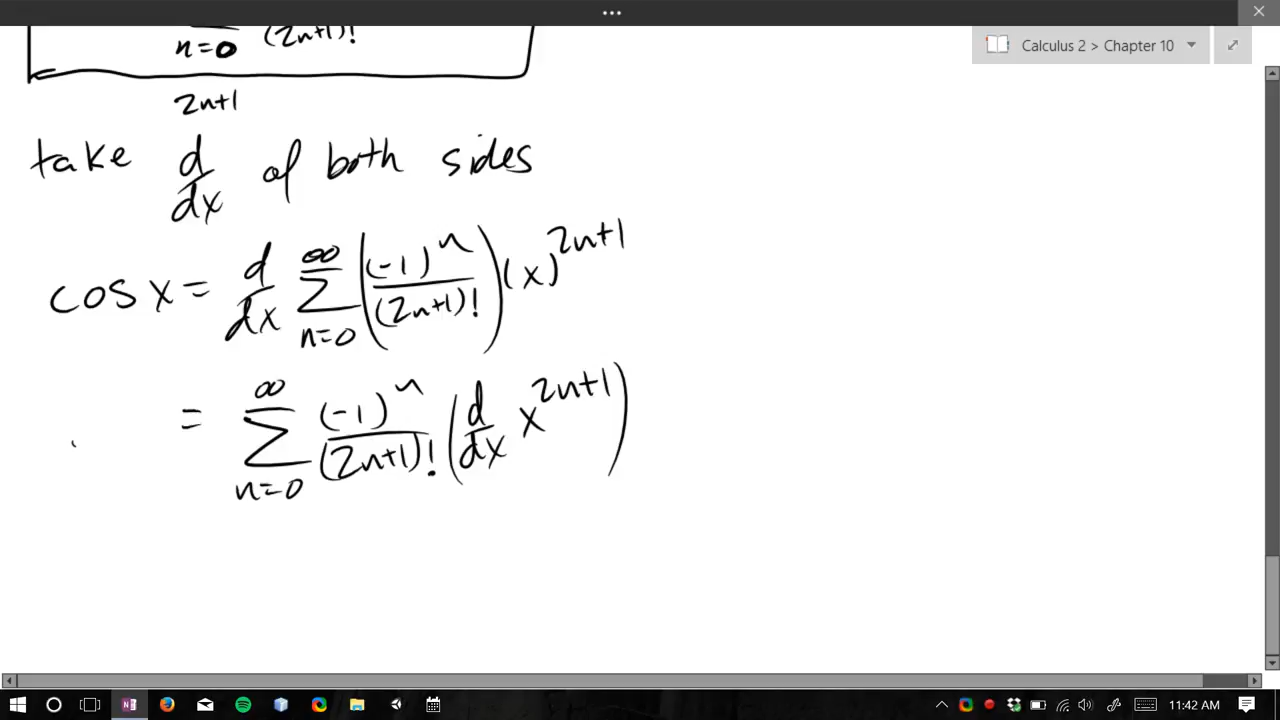 Calculus 2 > Chapter 10
n=0 (2n+1)!
2n+1
take d/dx of both sides
cos x = d/dx ∑_{n=0}^{∞} ((-1)^n/(2n+1)!) (x)^{2n+1}
= ∑_{n=0}^{∞} (-1)^n/(2n+1)! (d/dx x^{2n+1})
11:42 AM